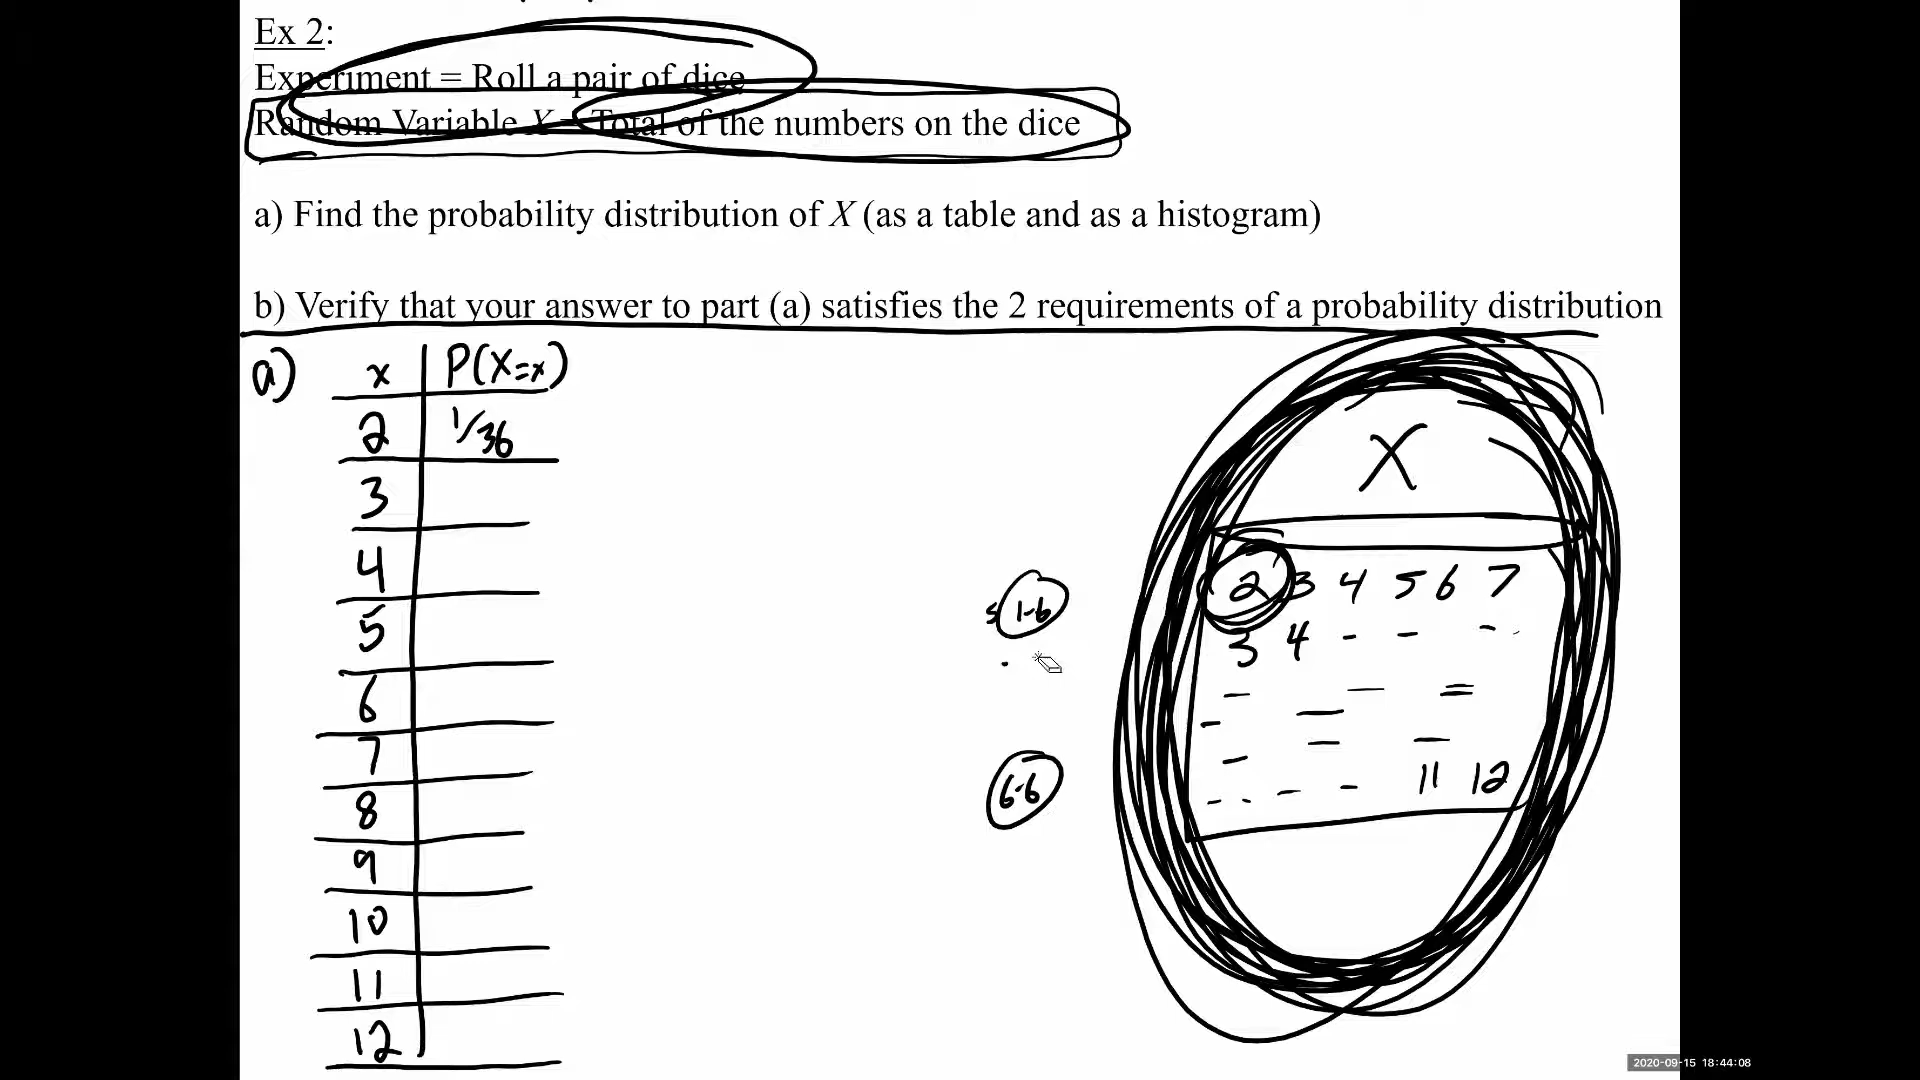 Ex 2:
Experiment = Roll a pair of dice
Random Variable X = Total of the numbers on the dice
a) Find the probability distribution of X (as a table and as a histogram)
b) Verify that your answer to part (a) satisfies the 2 requirements of a probability distribution
a) x P(X=x)
2 1/36
3
4
5
6
7
8
9
10
11
12
X
2 3 4 5 6 7
3 4 - - -
11 12
1-6
6-6
2020-09-15 18:44:08